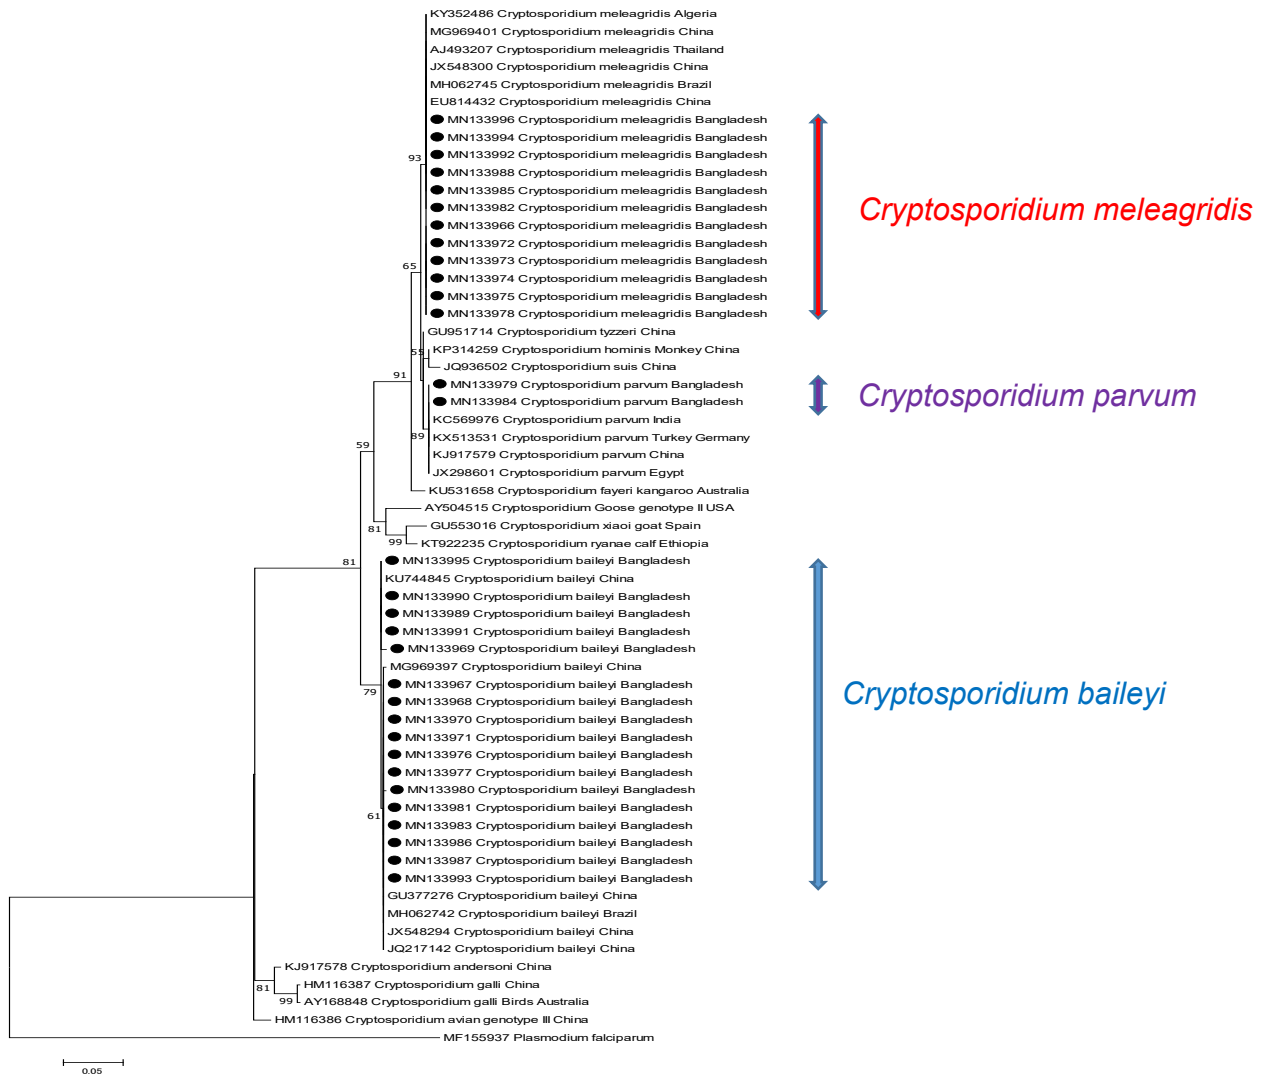 KY352486 Cryptosporidium meleagridis Algeria
MG969401 Cryptosporidium meleagridis China
AJ493207 Cryptosporidium meleagridis Thailand
JX548300 Cryptosporidium meleagridis China
MH062745 Cryptosporidium meleagridis Brazil
EU814432 Cryptosporidium meleagridis China
MN133996 Cryptosporidium meleagridis Bangladesh
MN133994 Cryptosporidium meleagridis Bangladesh
MN133992 Cryptosporidium meleagridis Bangladesh
93
MN133988 Cryptosporidium meleagridis Bangladesh
MN133985 Cryptosporidium meleagridis Bangladesh
MN133982 Cryptosporidium meleagridis Bangladesh
Cryptosporidium meleagridis
MN133966 Cryptosporidium meleagridis Bangladesh
MN133972 Cryptosporidium meleagridis Bangladesh
MN133973 Cryptosporidium meleagridis Bangladesh
65
MN133974 Cryptosporidium meleagridis Bangladesh
MN133975 Cryptosporidium meleagridis Bangladesh
MN133978 Cryptosporidium meleagridis Bangladesh
GU951714 Cryptosporidium tyzzeri China
55
KP314259 Cryptosporidium hominis Monkey China
JQ936502 Cryptosporidium suis China
91
MN133979 Cryptosporidium parvum Bangladesh
Cryptosporidium parvum
MN133984 Cryptosporidium parvum Bangladesh
KC569976 Cryptosporidium parvum India
89
KX513531 Cryptosporidium parvum Turkey Germany
59
KJ917579 Cryptosporidium parvum China
JX298601 Cryptosporidium parvum Egypt
KU531658 Cryptosporidium fayeri kangaroo Australia
AY504515 Cryptosporidium Goose genotype II USA
81
GU553016 Cryptosporidium xiaoi goat Spain
99
KT922235 Cryptosporidium ryanae calf Ethiopia
81
MN133995 Cryptosporidium baileyi Bangladesh
KU744845 Cryptosporidium baileyi China
MN133990 Cryptosporidium baileyi Bangladesh
MN133989 Cryptosporidium baileyi Bangladesh
MN133991 Cryptosporidium baileyi Bangladesh
MN133969 Cryptosporidium baileyi Bangladesh
MG969397 Cryptosporidium baileyi China
79
MN133967 Cryptosporidium baileyi Bangladesh
Cryptosporidium baileyi
MN133968 Cryptosporidium baileyi Bangladesh
MN133970 Cryptosporidium baileyi Bangladesh
MN133971 Cryptosporidium baileyi Bangladesh
MN133976 Cryptosporidium baileyi Bangladesh
MN133977 Cryptosporidium baileyi Bangladesh
MN133980 Cryptosporidium baileyi Bangladesh
MN133981 Cryptosporidium baileyi Bangladesh
61
MN133983 Cryptosporidium baileyi Bangladesh
MN133986 Cryptosporidium baileyi Bangladesh
MN133987 Cryptosporidium baileyi Bangladesh
MN133993 Cryptosporidium baileyi Bangladesh
GU377276 Cryptosporidium baileyi China
MH062742 Cryptosporidium baileyi Brazil
JX548294 Cryptosporidium baileyi China
JQ217142 Cryptosporidium baileyi China
KJ917578 Cryptosporidium andersoni China
81
HM116387 Cryptosporidium galli China
99
AY168848 Cryptosporidium galli Birds Australia
HM116386 Cryptosporidium avian genotype III China
MF155937 Plasmodium falciparum
0.05